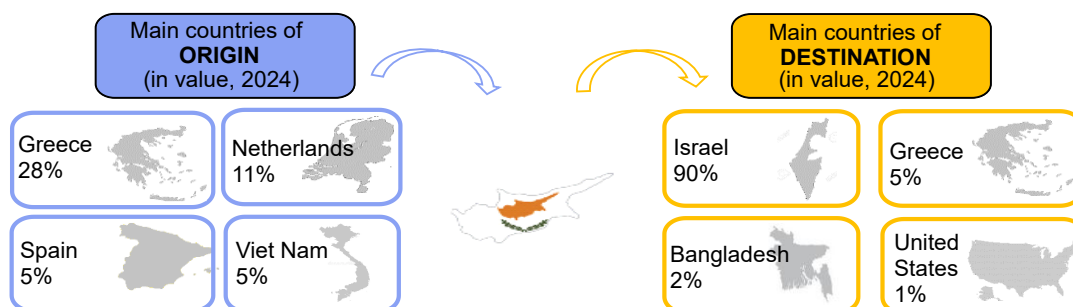 Main countries of
ORIGIN
(in value, 2024)
Main countries of
DESTINATION
(in value, 2024)
Greece
28%
Netherlands
11%
Israel
90%
Greece
5%
Spain
5%
Viet Nam
5%
Bangladesh
2%
United
States
1%